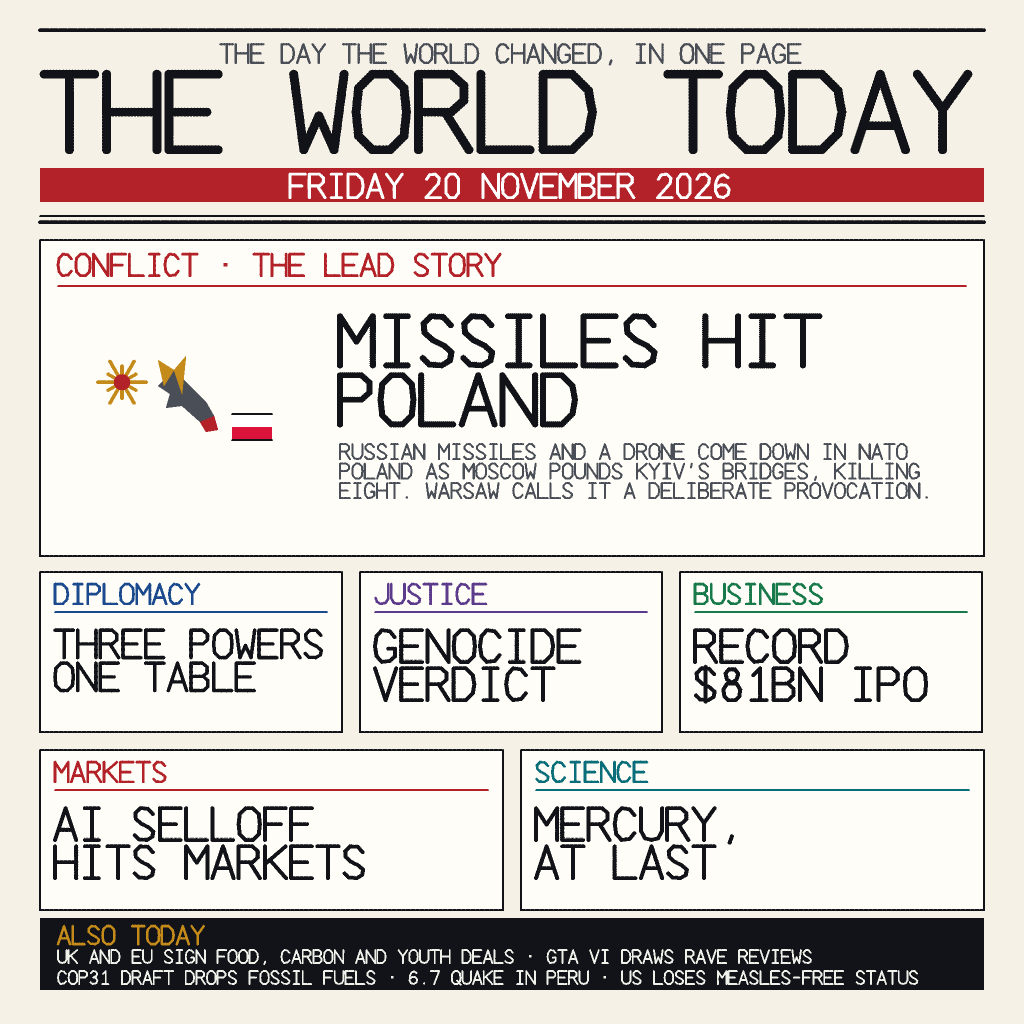 THE DAY THE WORLD CHANGED, IN ONE PAGE
THE WORLD TODAY
FRIDAY 20 NOVEMBER 2026
CONFLICT · THE LEAD STORY
MISSILES HIT
POLAND
RUSSIAN MISSILES AND A DRONE COME DOWN IN NATO
POLAND AS MOSCOW POUNDS KYIV'S BRIDGES, KILLING
EIGHT. WARSAW CALLS IT A DELIBERATE PROVOCATION.
DIPLOMACY
THREE POWERS
ONE TABLE
JUSTICE
GENOCIDE
VERDICT
BUSINESS
RECORD
$81BN IPO
MARKETS
AI SELLOFF
HITS MARKETS
SCIENCE
MERCURY,
AT LAST
ALSO TODAY
UK AND EU SIGN FOOD, CARBON AND YOUTH DEALS · GTA VI DRAWS RAVE REVIEWS
COP31 DRAFT DROPS FOSSIL FUELS · 6.7 QUAKE IN PERU · US LOSES MEASLES-FREE STATUS